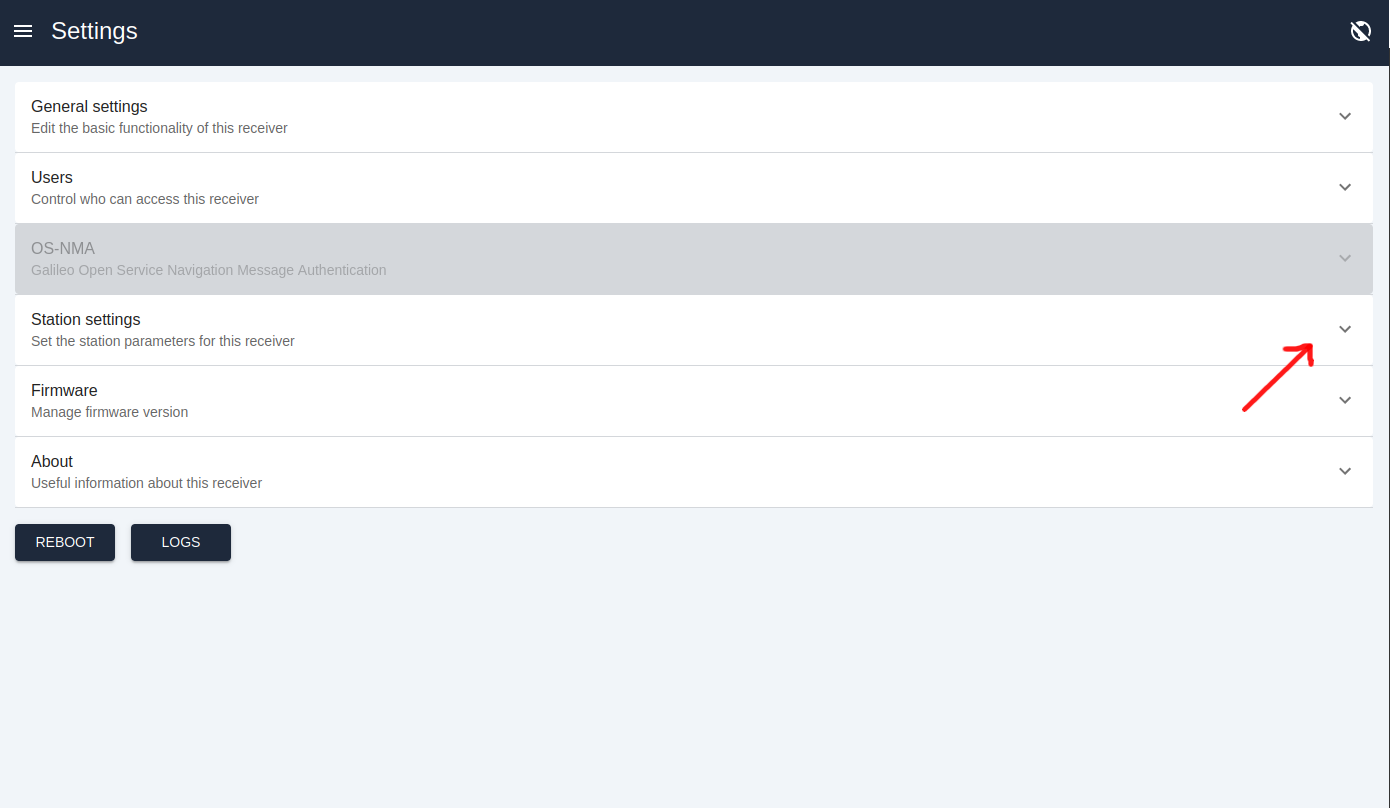 Settings
General settings
Edit the basic functionality of this receiver
Users
Control who can access this receiver
OS-NMA
Galileo Open Service Navigation Message Authentication
Station settings
Set the station parameters for this receiver
Firmware
Manage firmware version
About
Useful information about this receiver
REBOOT LOGS